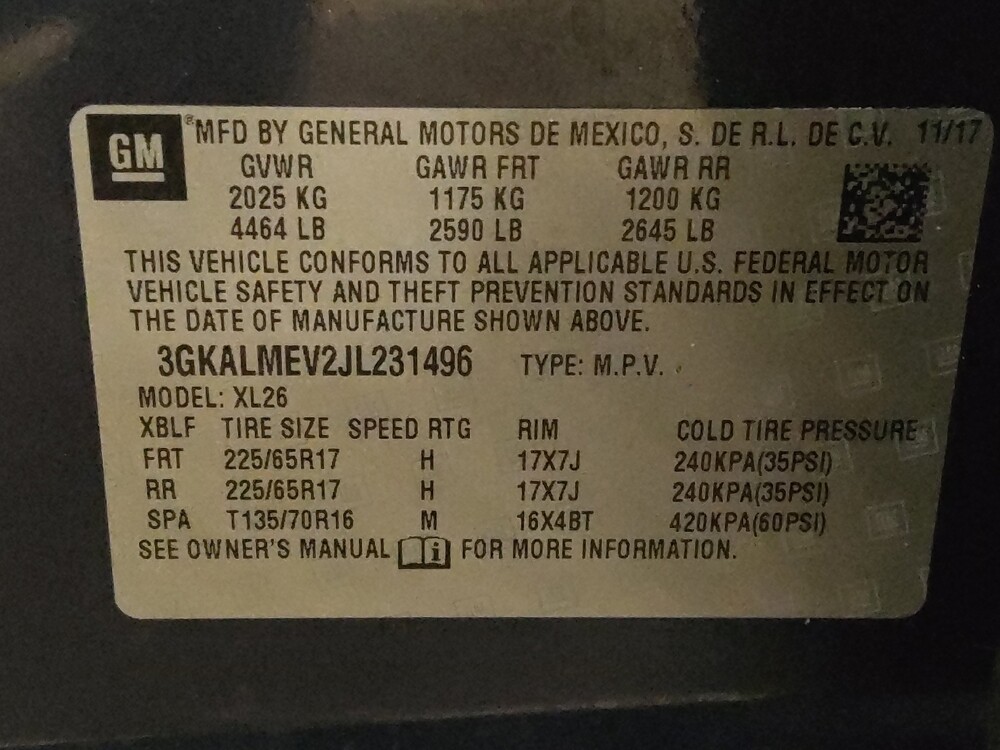 GM
®MFD BY GENERAL MOTORS DE MEXICO, S. DE R.L. DE C.V. 11/17
GVWR GAWR FRT GAWR RR
2025 KG 1175 KG 1200 KG
4464 LB 2590 LB 2645 LB
THIS VEHICLE CONFORMS TO ALL APPLICABLE U.S. FEDERAL MOTOR
VEHICLE SAFETY AND THEFT PREVENTION STANDARDS IN EFFECT ON
THE DATE OF MANUFACTURE SHOWN ABOVE.
3GKALMEV2JL231496 TYPE: M.P.V.
MODEL: XL26
XBLF TIRE SIZE SPEED RTG RIM COLD TIRE PRESSURE
FRT 225/65R17 H 17X7J 240KPA(35PSI)
RR 225/65R17 H 17X7J 240KPA(35PSI)
SPA T135/70R16 M 16X4BT 420KPA(60PSI)
SEE OWNER'S MANUAL i FOR MORE INFORMATION.